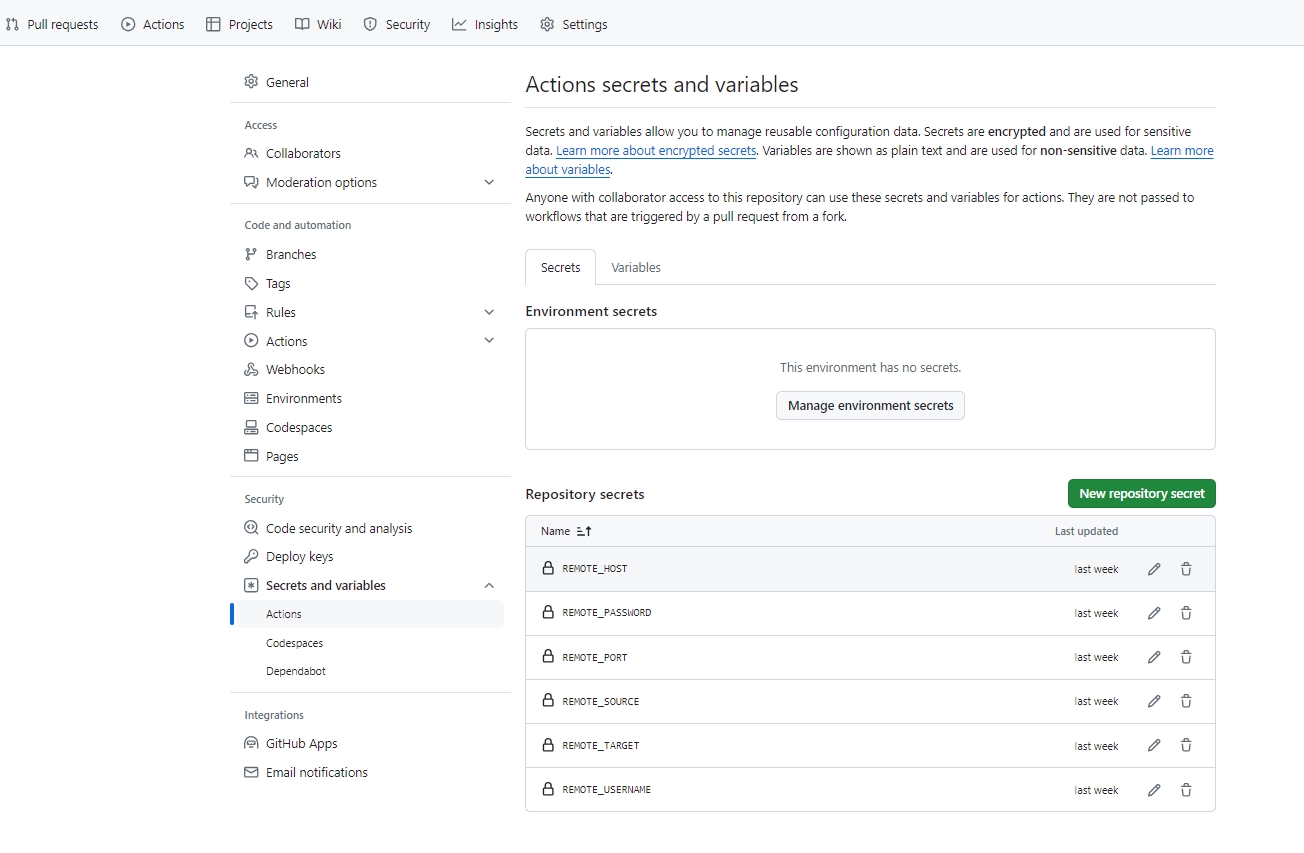 Pull requests Actions Projects Wiki Security Insights Settings
General
Access
Collaborators
Moderation options
Code and automation
Branches
Tags
Rules
Actions
Webhooks
Environments
Codespaces
Pages
Security
Code security and analysis
Deploy keys
Secrets and variables
Actions
Codespaces
Dependabot
Integrations
GitHub Apps
Email notifications
Actions secrets and variables
Secrets and variables allow you to manage reusable configuration data. Secrets are encrypted and are used for sensitive
data. Learn more about encrypted secrets. Variables are shown as plain text and are used for non-sensitive data. Learn more
about variables.
Anyone with collaborator access to this repository can use these secrets and variables for actions. They are not passed to
workflows that are triggered by a pull request from a fork.
Secrets Variables
Environment secrets
This environment has no secrets.
Manage environment secrets
Repository secrets New repository secret
Name Last updated
REMOTE_HOST last week
REMOTE_PASSWORD last week
REMOTE_PORT last week
REMOTE_SOURCE last week
REMOTE_TARGET last week
REMOTE_USERNAME last week